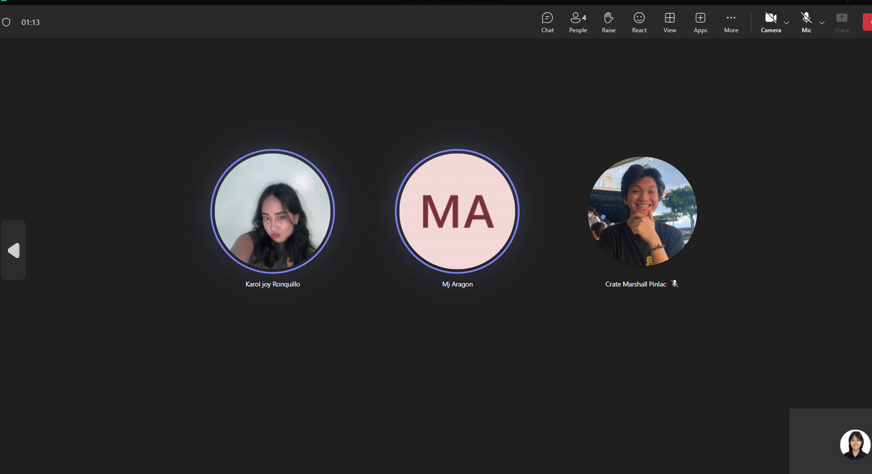 01:13
Chat
4
People
Raise
React
View
Apps
More
Camera
Mic
Share
MA
Karol joy Ronquillo
Mj Aragon
Crate Marshall Pinlac